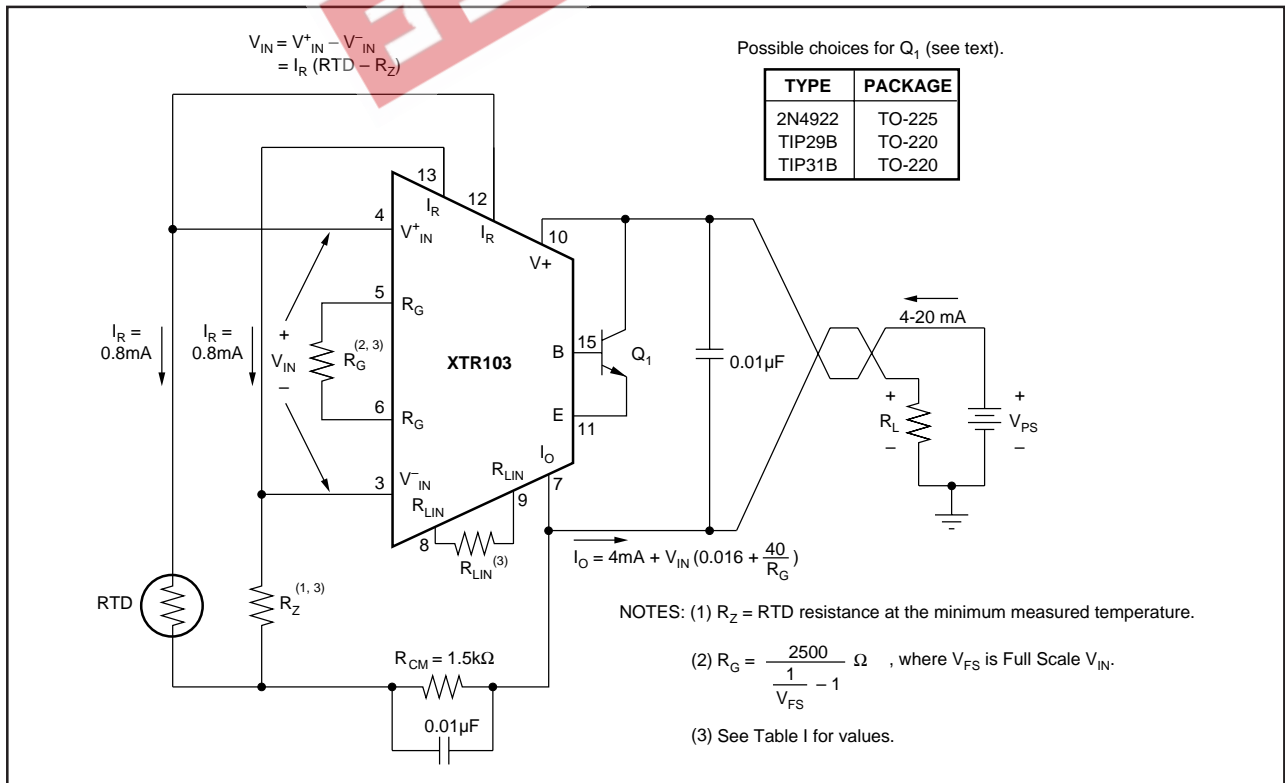 V_IN = V⁺_IN – V⁻_IN
= I_R (RTD – R_Z)
Possible choices for Q_1 (see text).
TYPE PACKAGE
2N4922 TO-225
TIP29B TO-220
TIP31B TO-220
13
I_R
12
I_R
4
V⁺_IN
10
V+
5
R_G
I_R =
0.8mA
I_R =
0.8mA
+
V_IN
–
R_G (2, 3)
XTR103
B
15
Q_1
0.01µF
4-20 mA
6
R_G
E
11
+
R_L
–
+
V_PS
–
I_O
7
3
V⁻_IN
R_LIN
9
R_LIN
8
R_LIN (3)
I_O = 4mA + V_IN (0.016 + 40/R_G)
RTD
R_Z (1, 3)
R_CM = 1.5kΩ
0.01µF
NOTES: (1) R_Z = RTD resistance at the minimum measured temperature.
(2) R_G = 2500 / (1/V_FS – 1) Ω , where V_FS is Full Scale V_IN.
(3) See Table I for values.